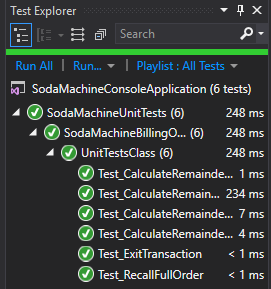 Test Explorer
Search
Run All | Run... | Playlist : All Tests
SodaMachineConsoleApplication (6 tests)
SodaMachineUnitTests (6) 248 ms
SodaMachineBillingO... (6) 248 ms
UnitTestsClass (6) 248 ms
Test_CalculateRemainde... 1 ms
Test_CalculateRemain... 234 ms
Test_CalculateRemainde... 7 ms
Test_CalculateRemainde... 4 ms
Test_ExitTransaction < 1 ms
Test_RecallFullOrder < 1 ms